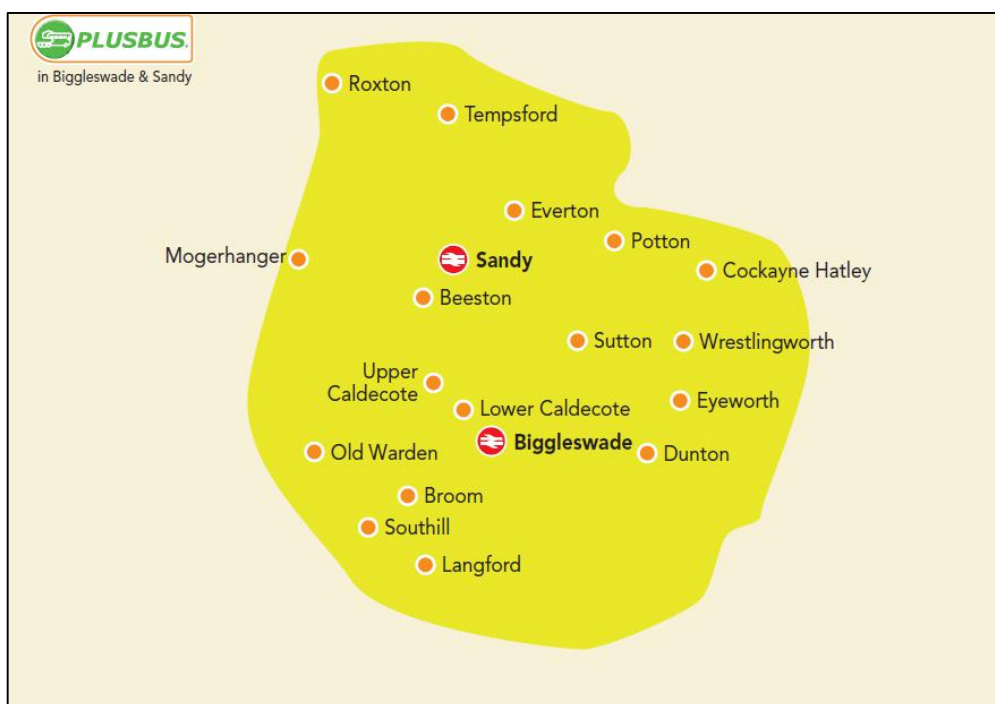 PLUSBUS.
in Biggleswade & Sandy
Roxton
Tempsford
Everton
Potton
Mogerhanger
Sandy
Cockayne Hatley
Beeston
Sutton
Wrestlingworth
Upper
Caldecote
Eyeworth
Lower Caldecote
Biggleswade
Old Warden
Dunton
Broom
Southill
Langford